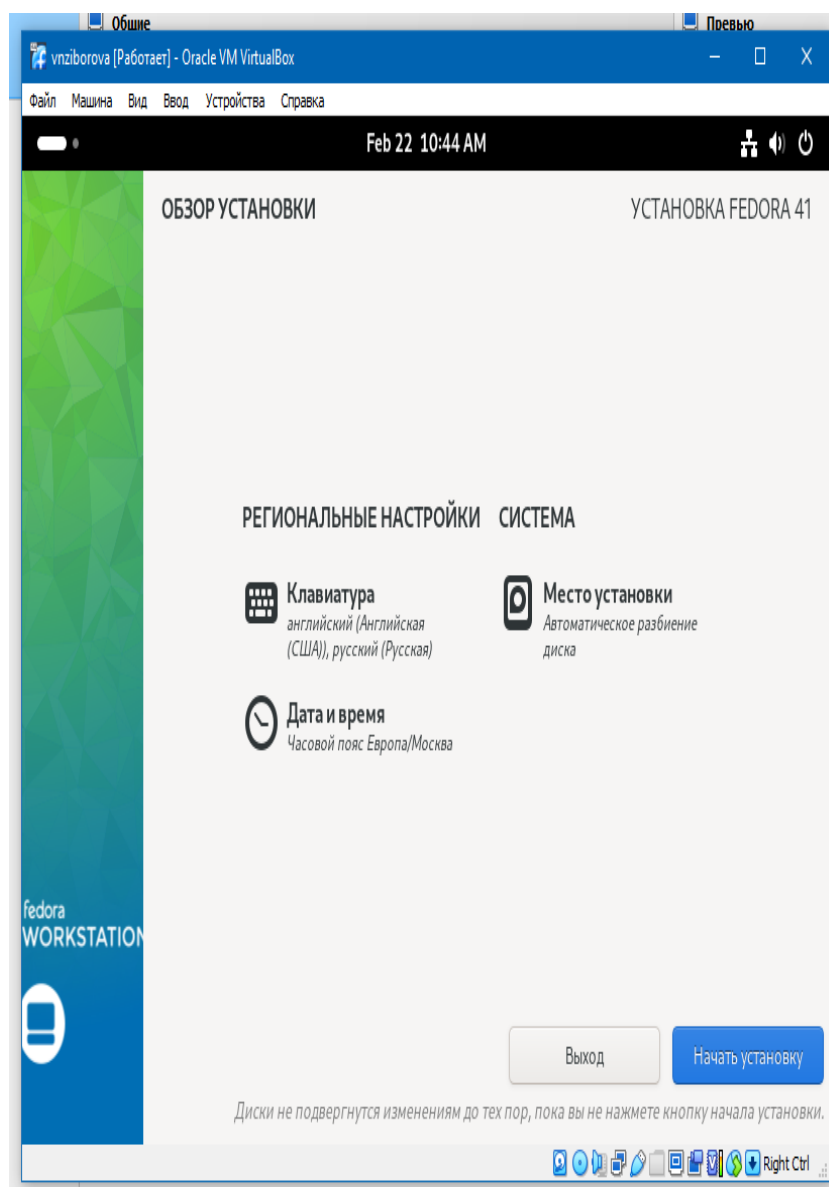 Общие
Превью
vnziborova [Работает] - Oracle VM VirtualBox
Файл Машина Вид Ввод Устройства Справка
Feb 22 10:44 AM
ОБЗОР УСТАНОВКИ
УСТАНОВКА FEDORA 41
РЕГИОНАЛЬНЫЕ НАСТРОЙКИ
СИСТЕМА
Клавиатура
английский (Английская
(США)), русский (Русская)
Место установки
Автоматическое разбиение
диска
Дата и время
Часовой пояс Европа/Москва
fedora
WORKSTATION
Выход
Начать установку
Диски не подвергнутся изменениям до тех пор, пока вы не нажмете кнопку начала установки.
Right Ctrl